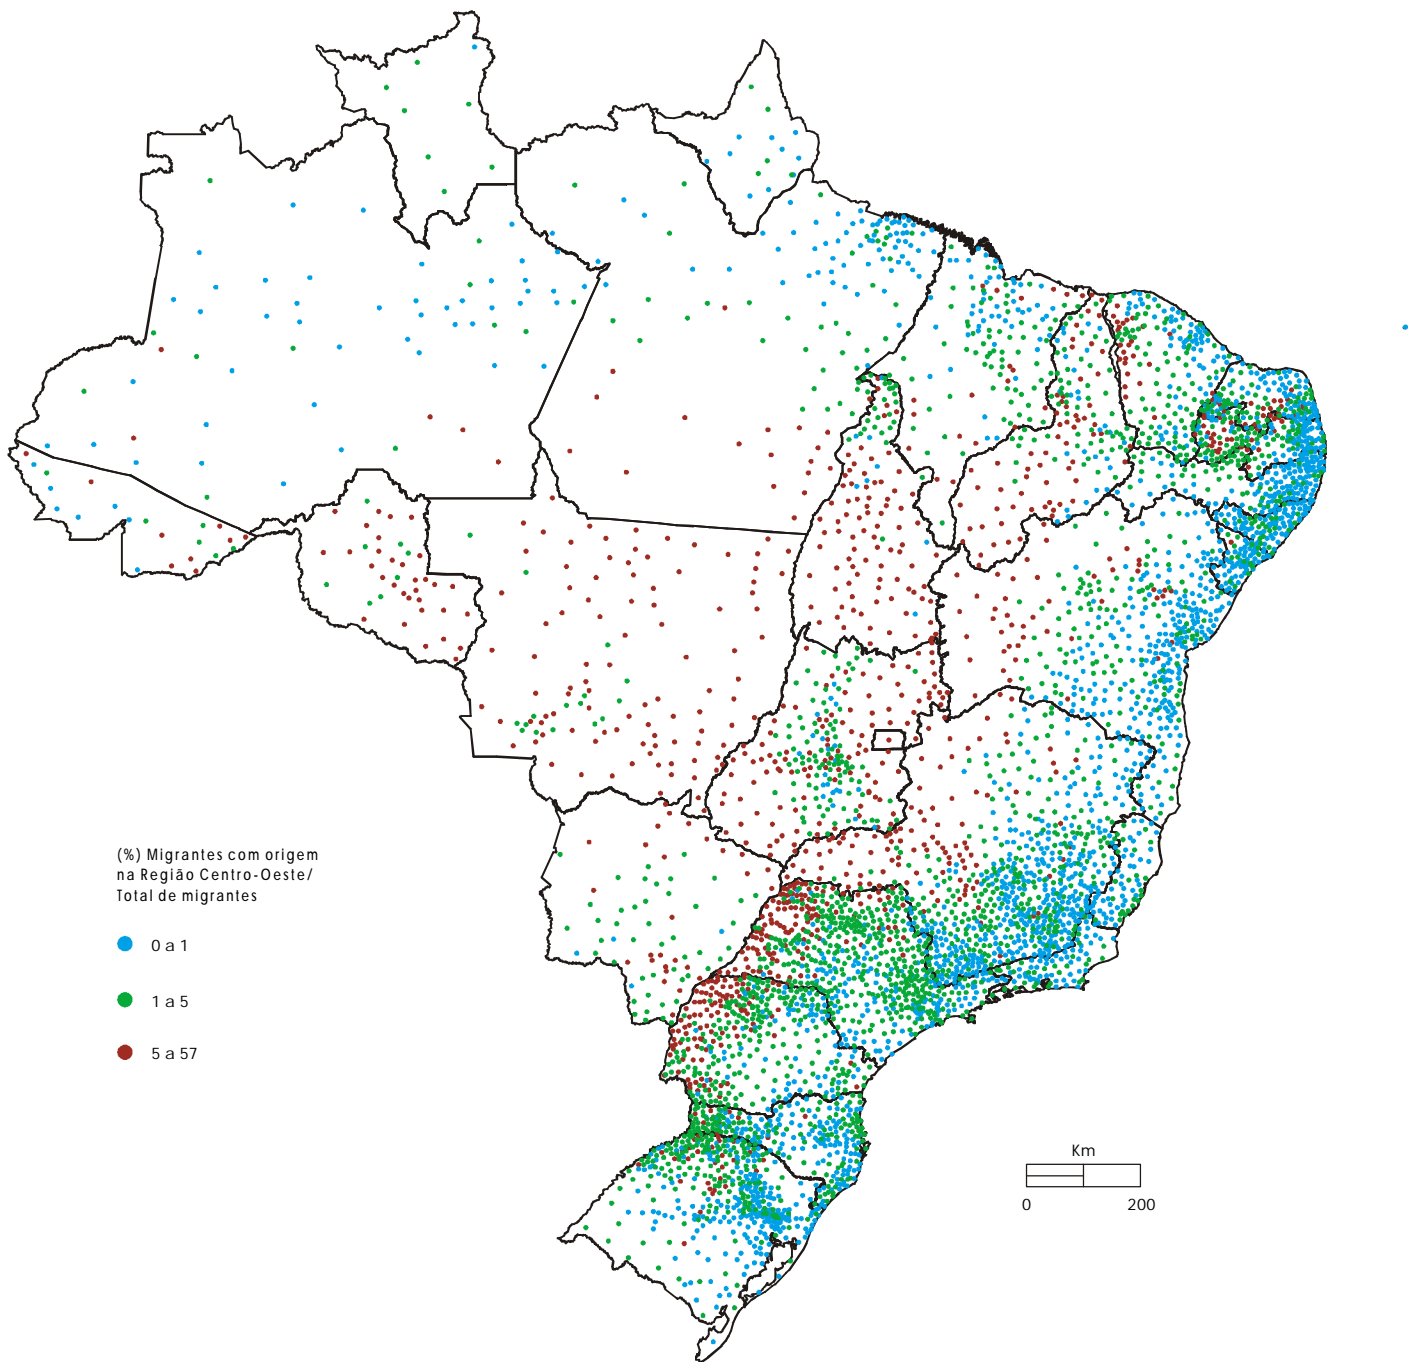 (%) Migrantes com origem
na Região Centro-Oeste/
Total de migrantes
0 a 1
1 a 5
5 a 57
Km
0 200